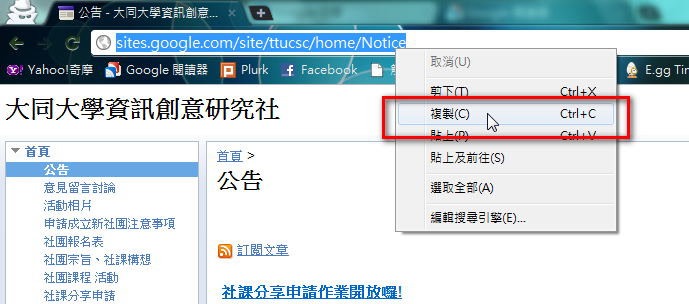 公告 - 大同大學資訊創意
sites.google.com/site/ttucsc/home/Notice
Yahoo!奇摩
Google 閱讀器
Plurk
Facebook
E.gg Tim
取消(U)
剪下(T) Ctrl+X
複製(C) Ctrl+C
貼上(P) Ctrl+V
貼上及前往(S)
選取全部(A)
編輯搜尋引擎(E)...
大同大學資訊創意研究社
首頁
公告
意見留言討論
活動相片
申請成立新社團注意事項
社團報名表
社團宗旨、社課構想
社團課程 活動
社課分享申請
首頁 >
公告
訂閱文章
社課分享申請作業開放囉!